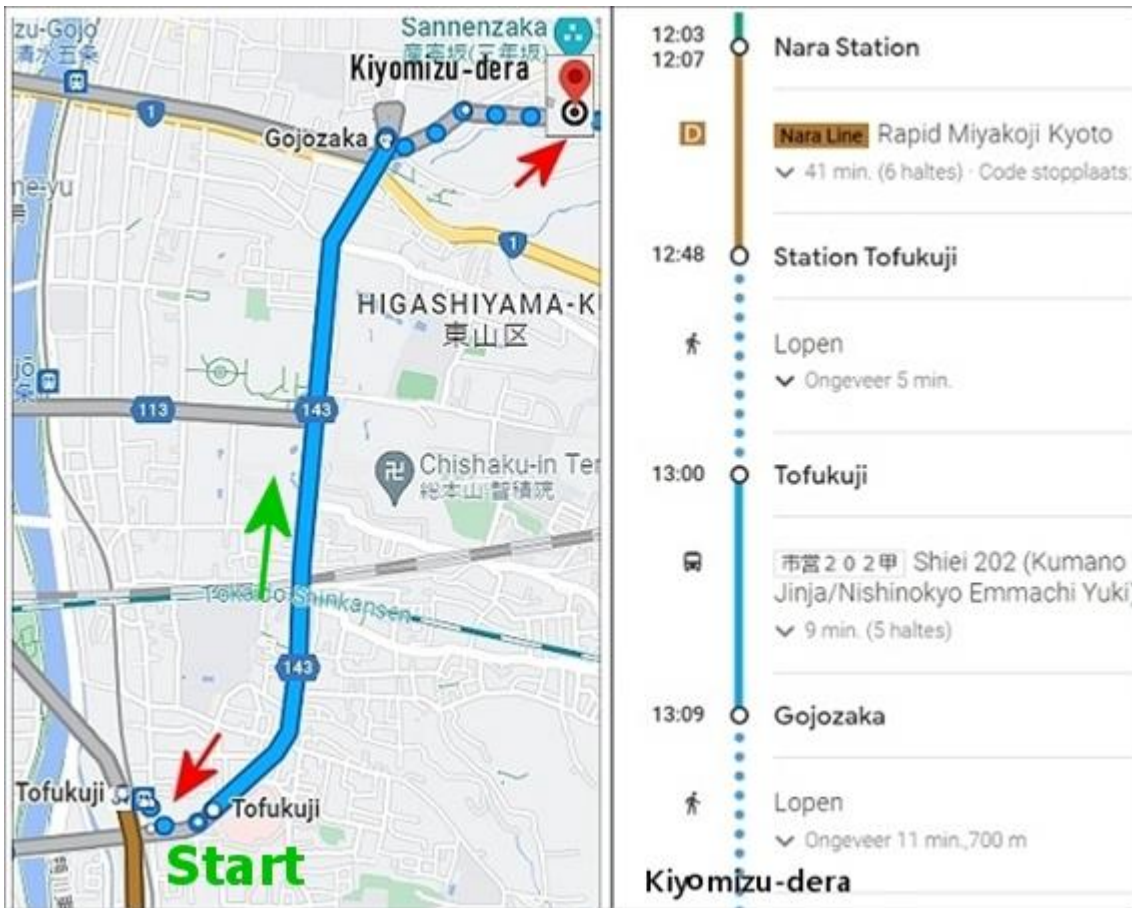 zu-Gojo
清水五条
Sannenzaka
産寧坂(三年坂)
Kiyomizu-dera
1
Gojozaka
me-yu
1
HIGASHIYAMA-K
東山区
113
143
Chishaku-in Ter
総本山 智積院
Tokaido Shinkansen
143
Tofukuji
Tofukuji
Start
12:03
12:07
Nara Station
D
Nara Line Rapid Miyakoji Kyoto
41 min. (6 haltes) · Code stopplaats:
12:48
Station Tofukuji
Lopen
Ongeveer 5 min.
13:00
Tofukuji
市営202甲 Shiei 202 (Kumano
Jinja/Nishinokyo Emmachi Yuki)
9 min. (5 haltes)
13:09
Gojozaka
Lopen
Ongeveer 11 min.,700 m
Kiyomizu-dera